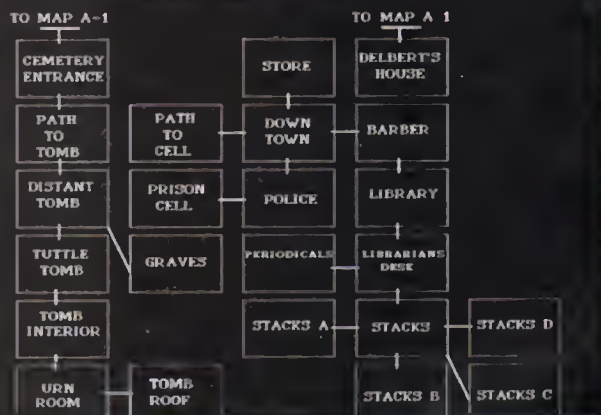 TO MAP A-1
TO MAP A 1
CEMETERY
ENTRANCE
STORE
DELBERT'S
HOUSE
PATH
TO
TOMB
PATH
TO
CELL
DOWN
TOWN
BARBER
DISTANT
TOMB
PRISON
CELL
POLICE
LIBRARY
TUTTLE
TOMB
GRAVES
PERIODICALS
LIBRARIANS
DESK
TOMB
INTERIOR
STACKS A
STACKS
STACKS D
URN
ROOM
TOMB
ROOF
STACKS B
STACKS C